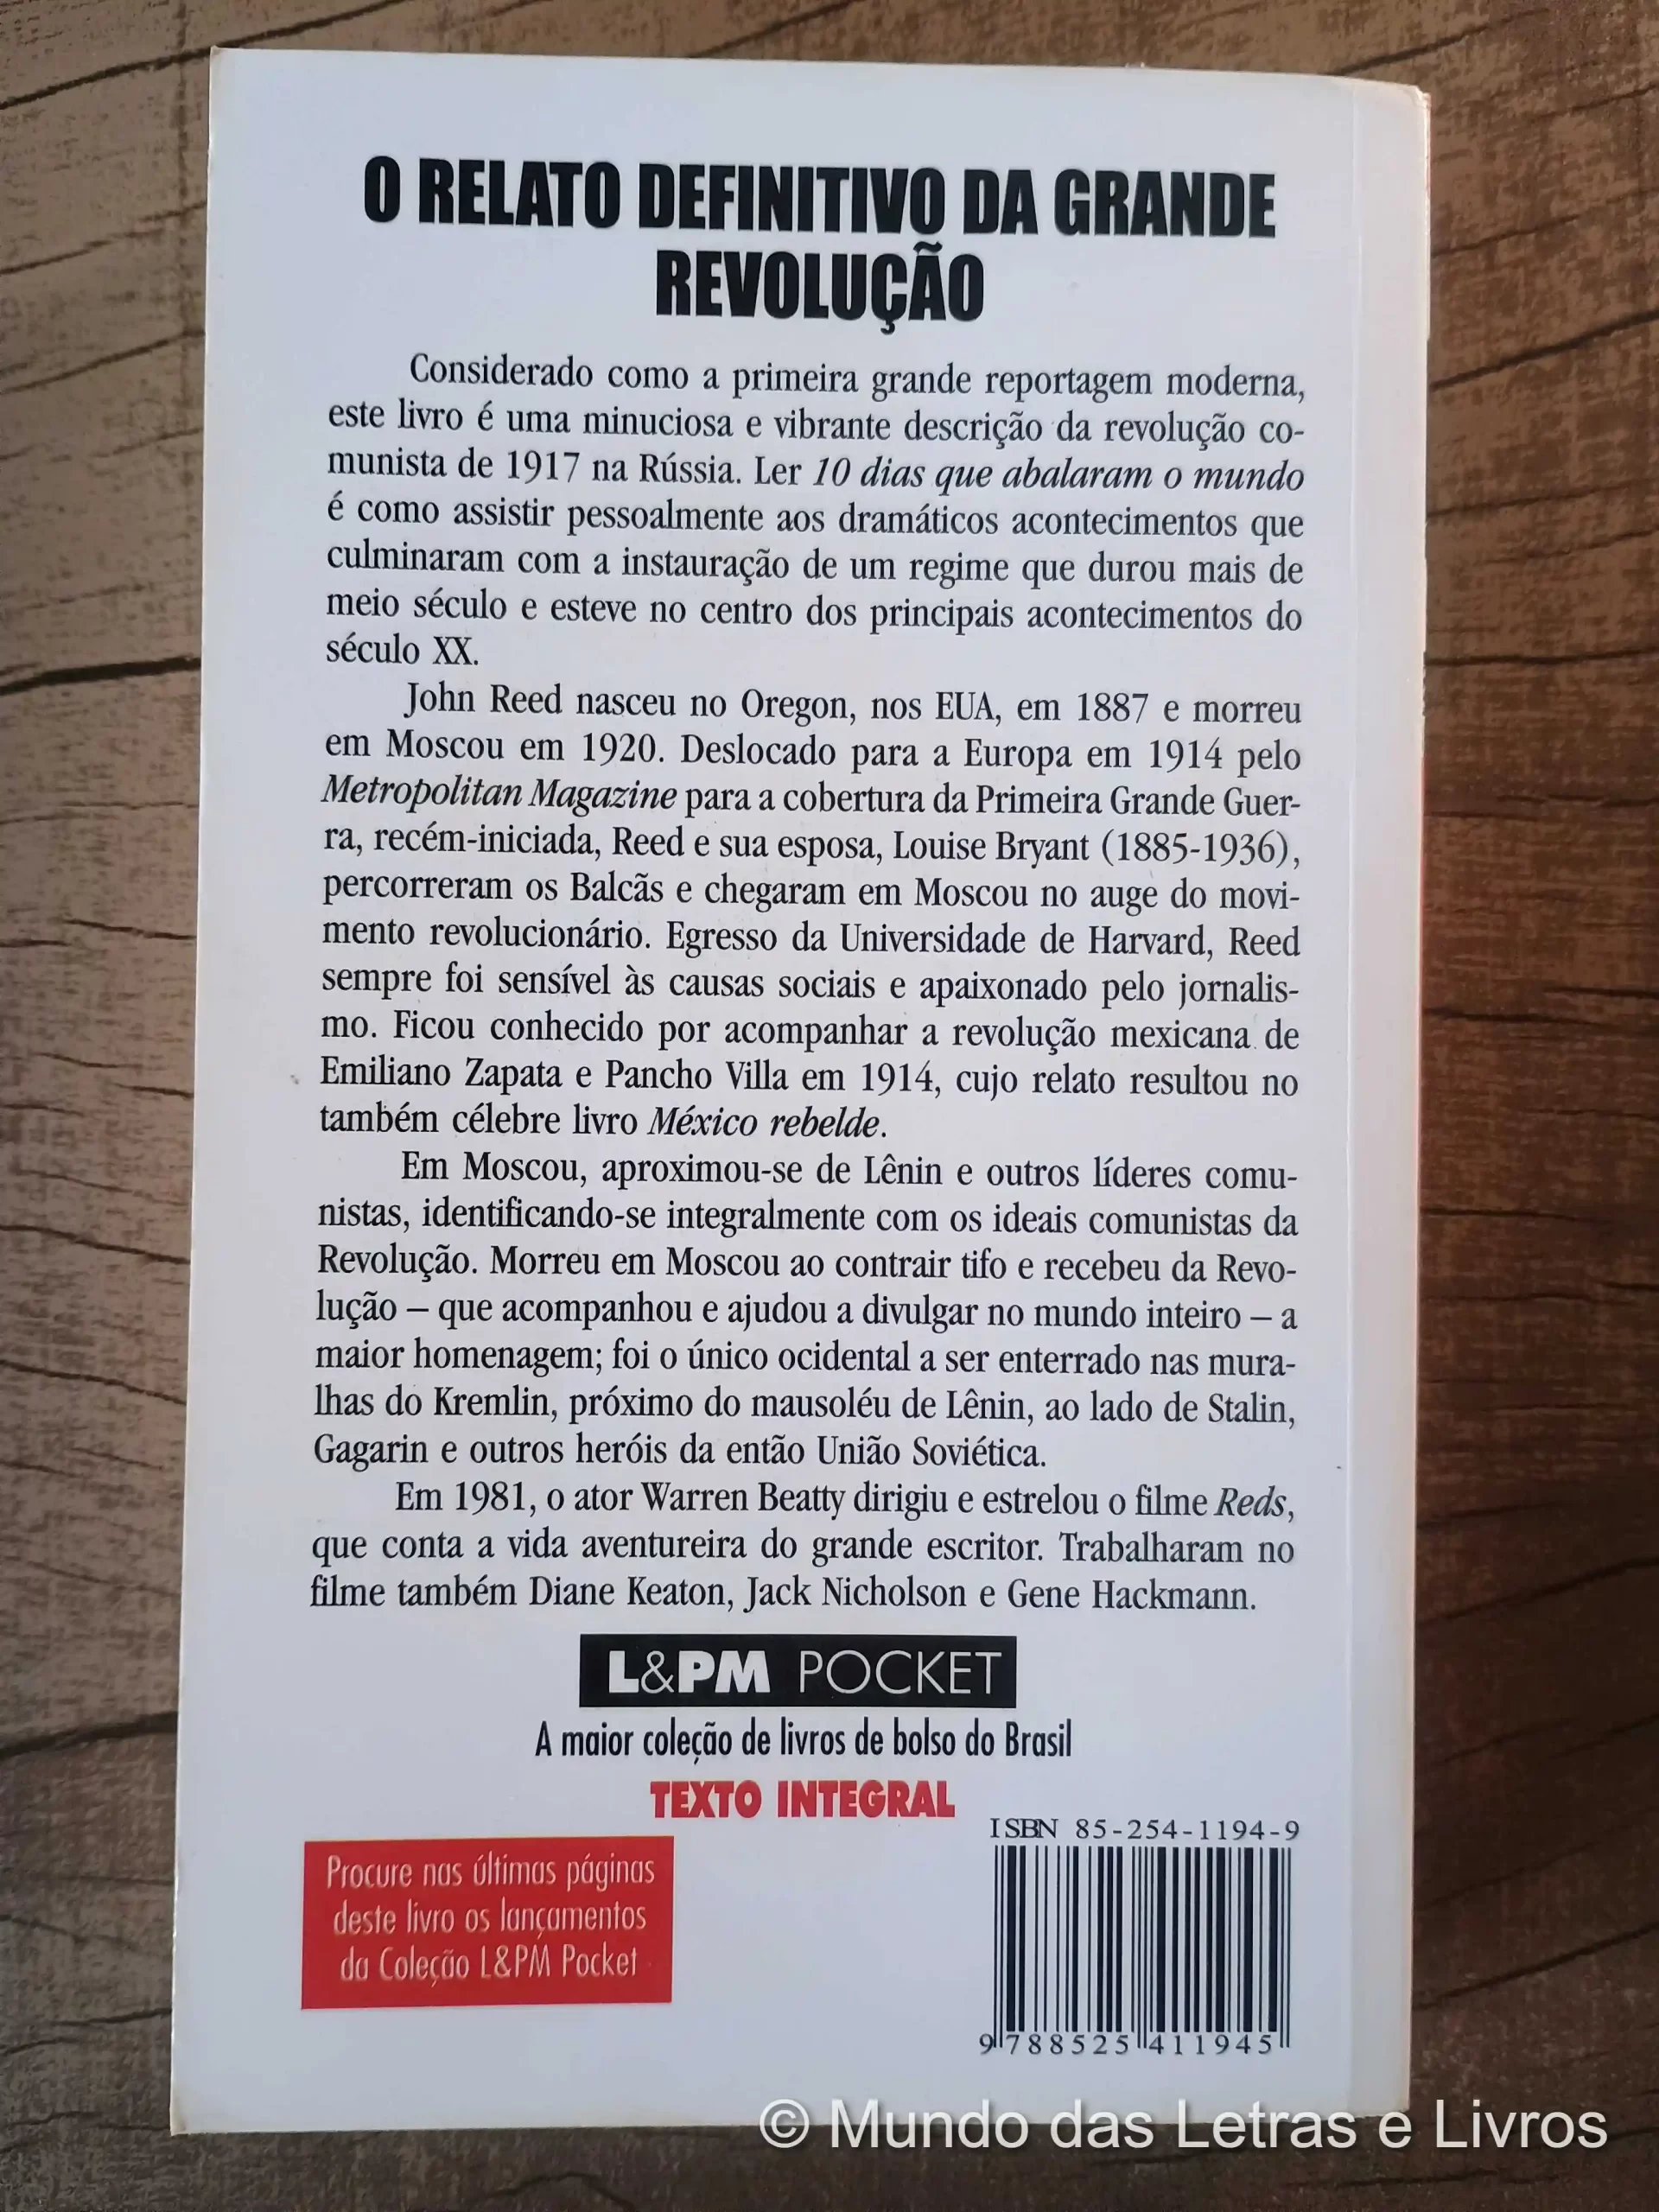 O RELATO DEFINITIVO DA GRANDE
REVOLUÇÃO
Considerado como a primeira grande reportagem moderna,
este livro é uma minuciosa e vibrante descrição da revolução co-
munista de 1917 na Rússia. Ler 10 dias que abalaram o mundo
é como assistir pessoalmente aos dramáticos acontecimentos que
culminaram com a instauração de um regime que durou mais de
meio século e esteve no centro dos principais acontecimentos do
século XX.
John Reed nasceu no Oregon, nos EUA, em 1887 e morreu
em Moscou em 1920. Deslocado para a Europa em 1914 pelo
Metropolitan Magazine para a cobertura da Primeira Grande Guer-
ra, recém-iniciada, Reed e sua esposa, Louise Bryant (1885-1936),
percorreram os Balcãs e chegaram em Moscou no auge do movi-
mento revolucionário. Egresso da Universidade de Harvard, Reed
sempre foi sensível às causas sociais e apaixonado pelo jornalis-
mo. Ficou conhecido por acompanhar a revolução mexicana de
Emiliano Zapata e Pancho Villa em 1914, cujo relato resultou no
também célebre livro México rebelde.
Em Moscou, aproximou-se de Lênin e outros líderes comu-
nistas, identificando-se integralmente com os ideais comunistas da
Revolução. Morreu em Moscou ao contrair tifo e recebeu da Revo-
lução – que acompanhou e ajudou a divulgar no mundo inteiro – a
maior homenagem; foi o único ocidental a ser enterrado nas mura-
lhas do Kremlin, próximo do mausoléu de Lênin, ao lado de Stalin,
Gagarin e outros heróis da então União Soviética.
Em 1981, o ator Warren Beatty dirigiu e estrelou o filme Reds,
que conta a vida aventureira do grande escritor. Trabalharam no
filme também Diane Keaton, Jack Nicholson e Gene Hackmann.
L&PM POCKET
A maior coleção de livros de bolso do Brasil
TEXTO INTEGRAL
ISBN 85-254-1194-9
Procure nas últimas páginas
deste livro os lançamentos
da Coleção L&PM Pocket
9 788525 411945
© Mundo das Letras e Livros